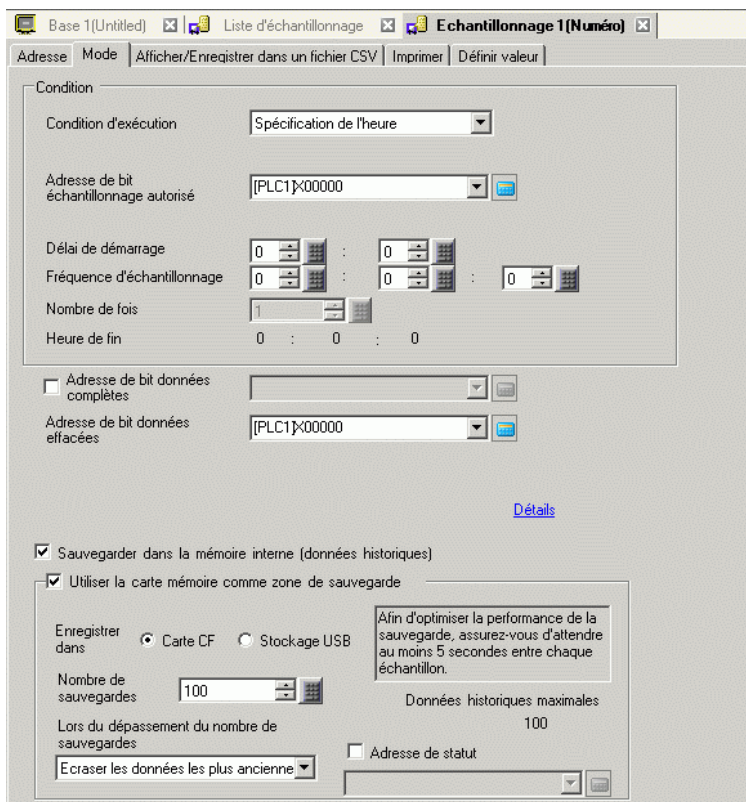 Base 1(Untitled) Liste d'échantillonnage Echantillonnage 1(Numéro)
Adresse Mode Afficher/Enregistrer dans un fichier CSV Imprimer Définir valeur
Condition
Condition d'exécution Spécification de l'heure
Adresse de bit
échantillonnage autorisé [PLC1]X00000
Délai de démarrage 0 : 0
Fréquence d'échantillonnage 0 : 0 : 0
Nombre de fois 1
Heure de fin 0 : 0 : 0
Adresse de bit données
complètes
Adresse de bit données
effacées [PLC1]X00000
Détails
Sauvegarder dans la mémoire interne (données historiques)
Utiliser la carte mémoire comme zone de sauvegarde
Enregistrer
dans Carte CF Stockage USB
Afin d'optimiser la performance de la
sauvegarde, assurez-vous d'attendre
au moins 5 secondes entre chaque
échantillon.
Nombre de
sauvegardes 100
Données historiques maximales
100
Lors du dépassement du nombre de
sauvegardes
Ecraser les données les plus ancienne
Adresse de statut